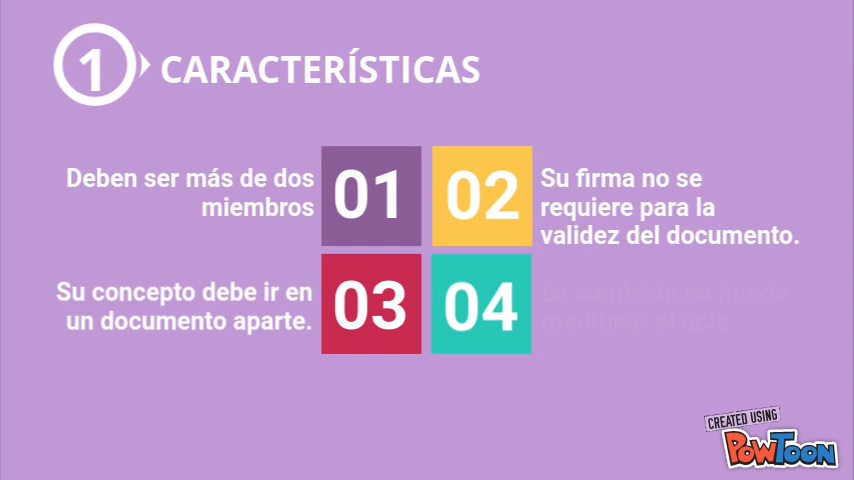 1 CARACTERÍSTICAS
Deben ser más de dos
miembros
01
02
Su firma no se
requiere para la
validez del documento.
Su concepto debe ir en
un documento aparte.
03
04
La comisión no puede
modificar el acta
CREATED USING
POWTOON